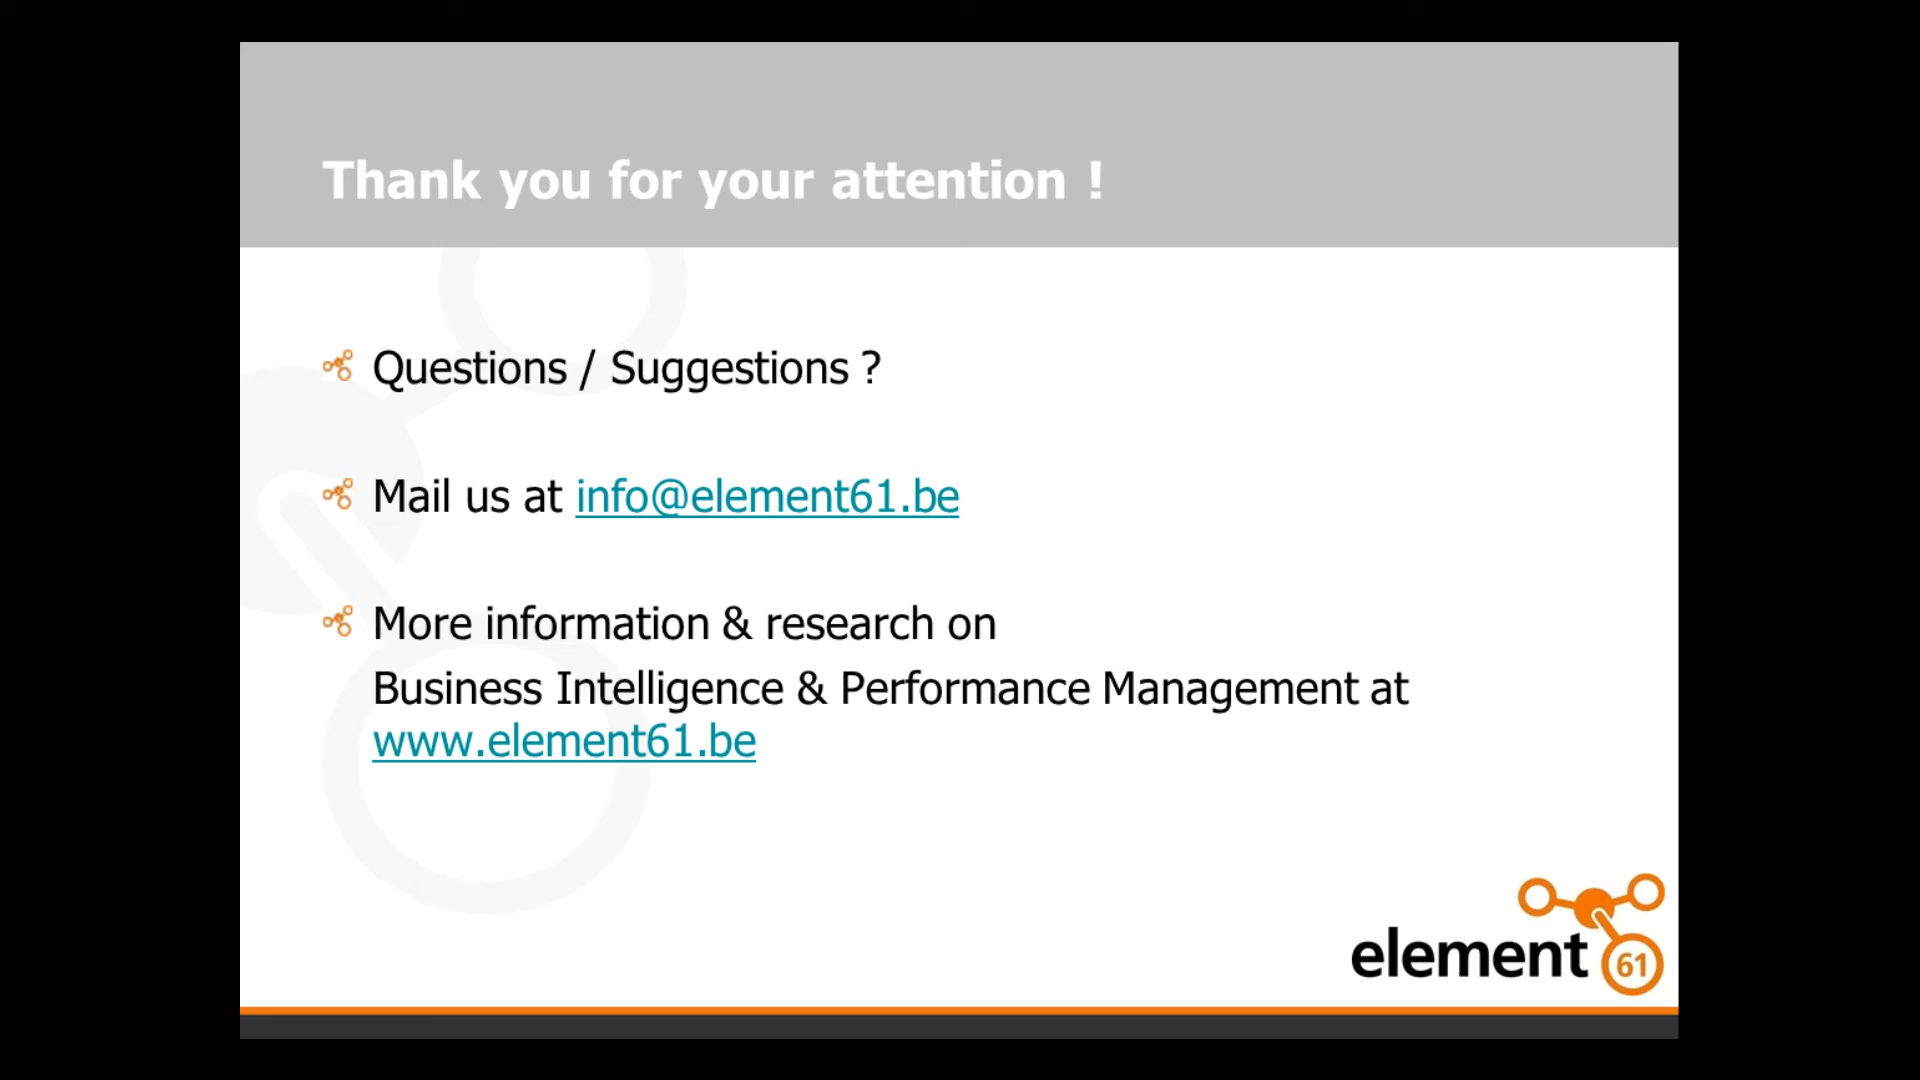 Thank you for your attention !
Questions / Suggestions ?
Mail us at info@element61.be
More information & research on
Business Intelligence & Performance Management at
www.element61.be
element 61